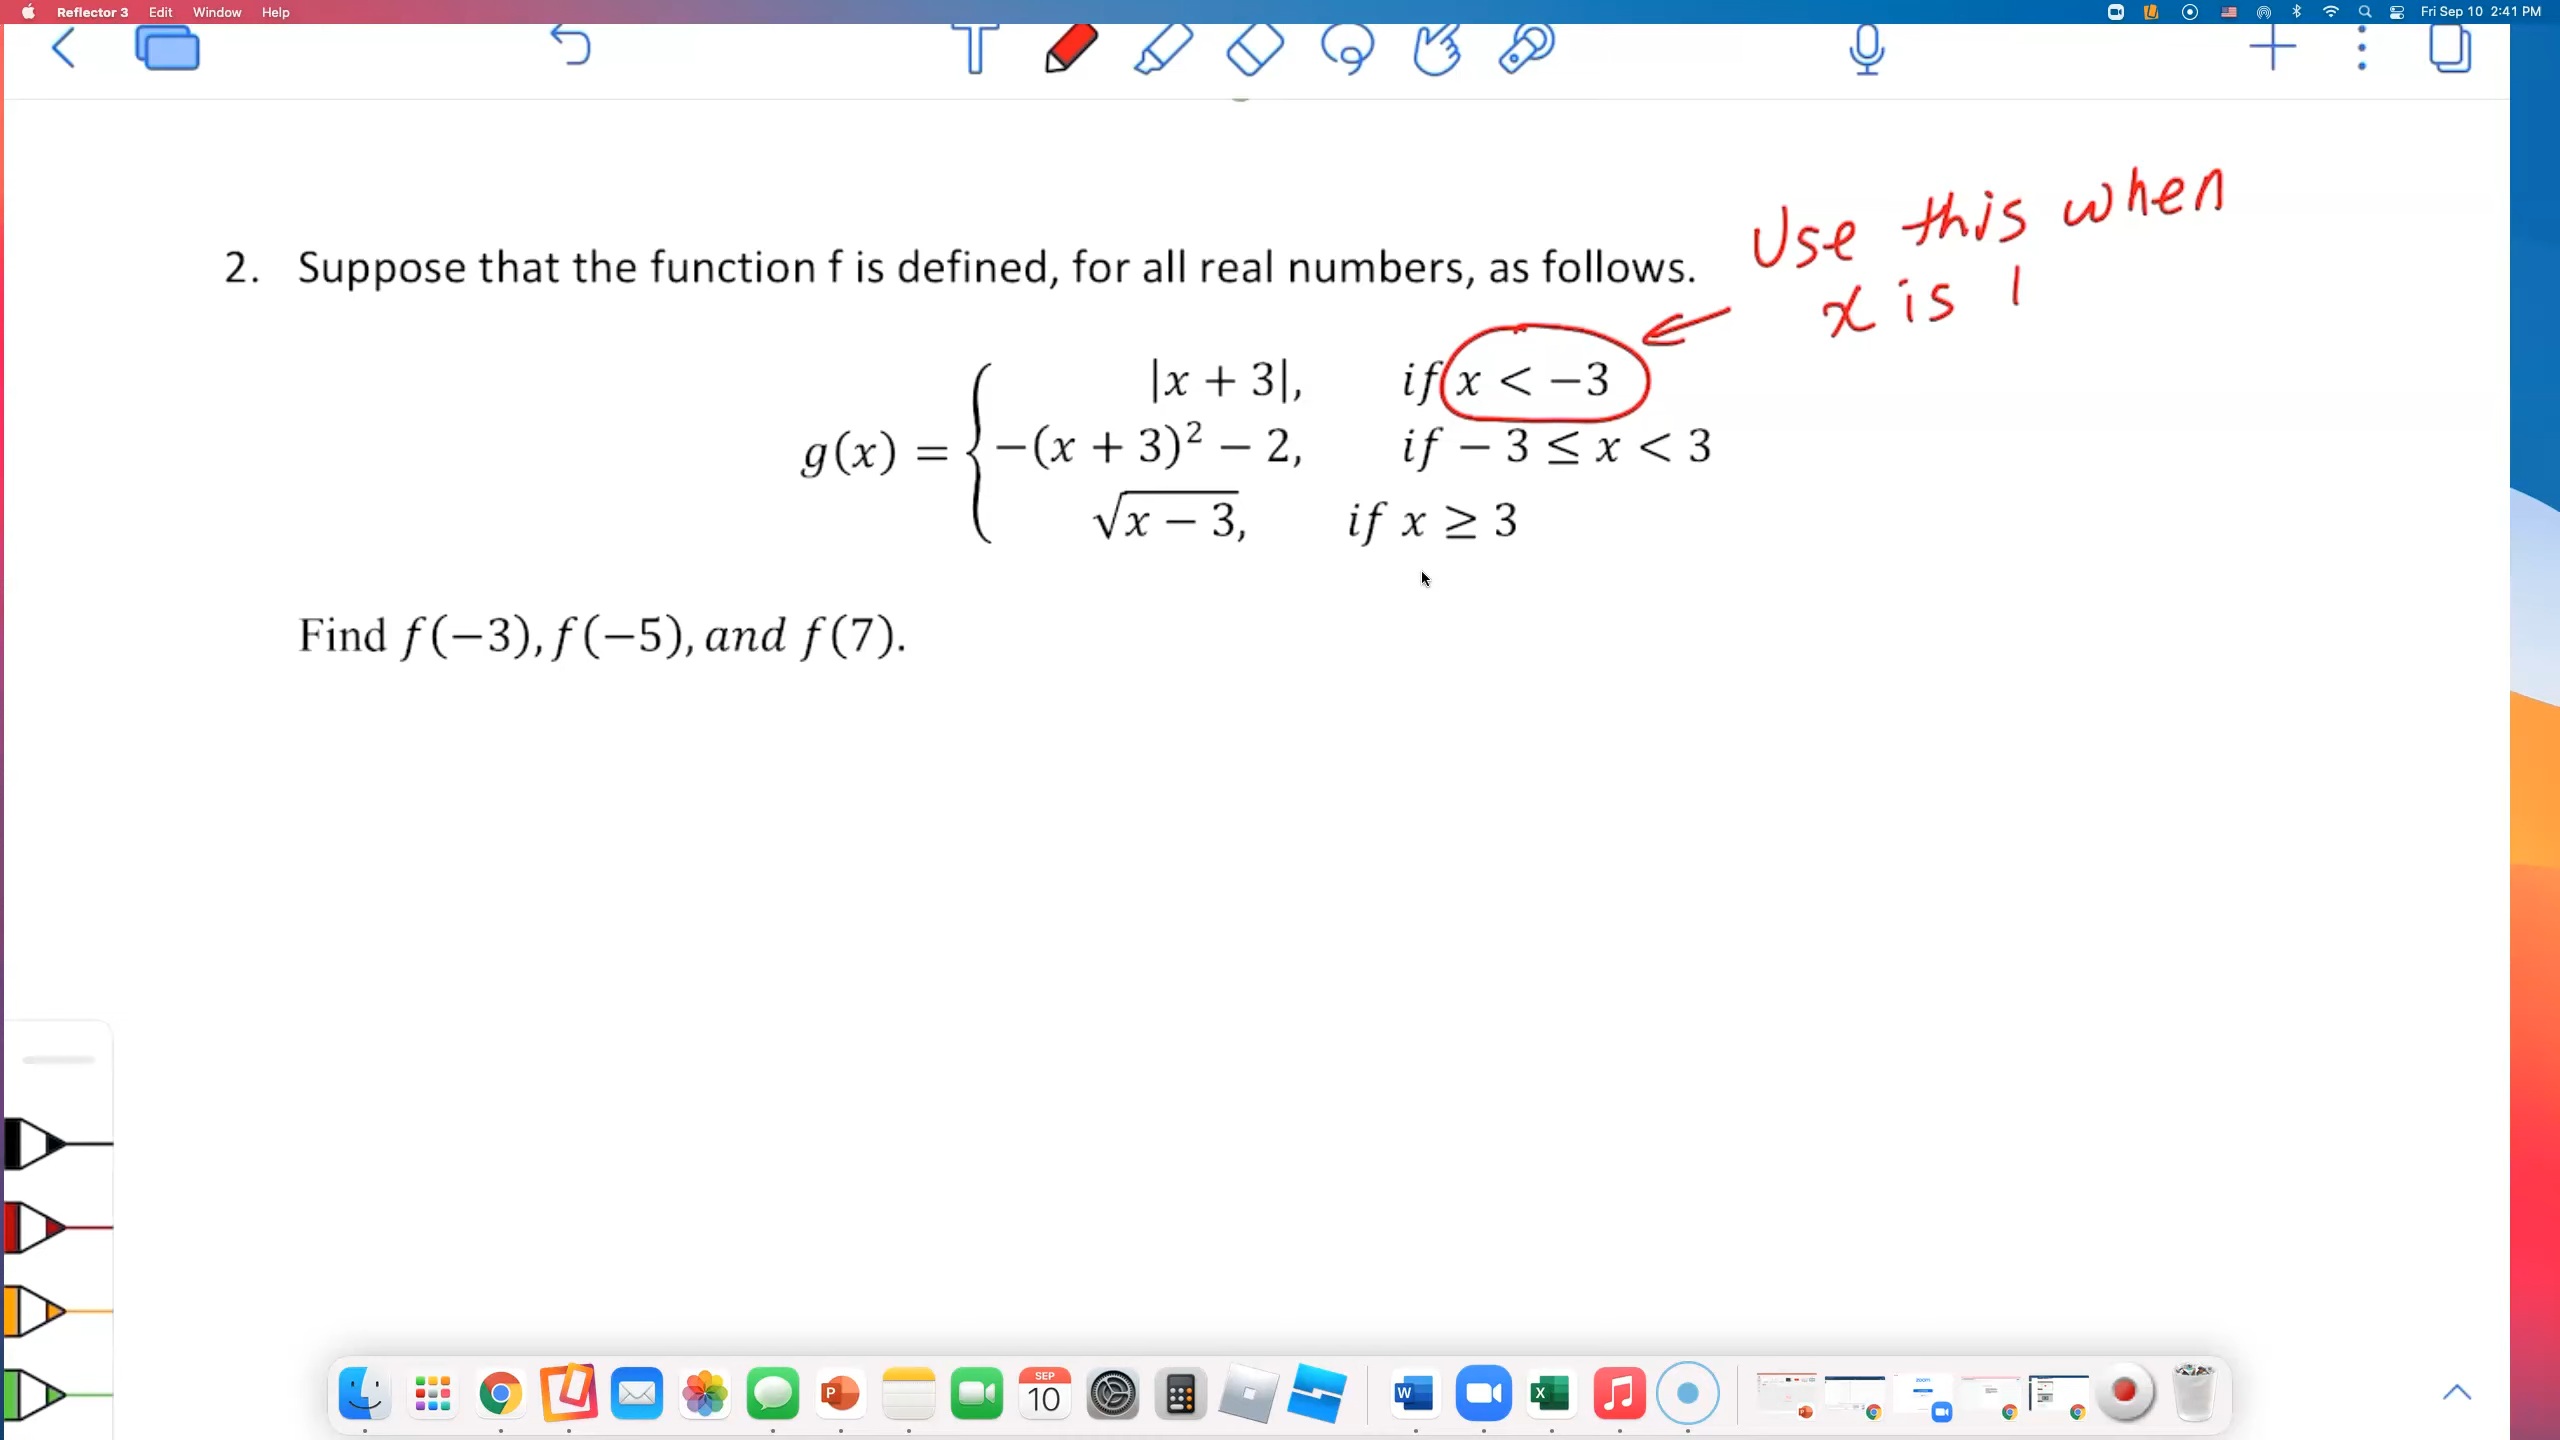 Reflector 3 Edit Window Help Fri Sep 10 2:41 PM
Use this when
x is l
2. Suppose that the function f is defined, for all real numbers, as follows.
|x + 3|, if x < −3
g(x) = { −(x + 3)² − 2, if − 3 ≤ x < 3
√x − 3, if x ≥ 3
Find f(−3), f(−5), and f(7).
SEP
10